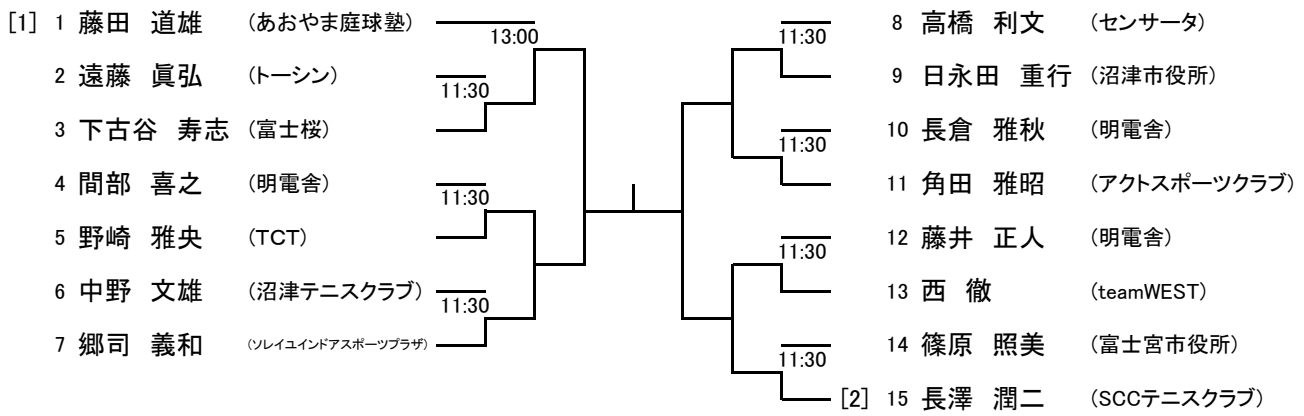 [1] 1 藤田 道雄 (あおやま庭球塾)
13:00
2 遠藤 眞弘 (トーシン)
11:30
3 下古谷 寿志 (富士桜)
4 間部 喜之 (明電舎)
11:30
5 野崎 雅央 (TCT)
6 中野 文雄 (沼津テニスクラブ)
11:30
7 郷司 義和 (ソレイユインドアスポーツプラザ)
8 高橋 利文 (センサータ)
11:30
9 日永田 重行 (沼津市役所)
10 長倉 雅秋 (明電舎)
11:30
11 角田 雅昭 (アクトスポーツクラブ)
12 藤井 正人 (明電舎)
11:30
13 西 徹 (teamWEST)
14 篠原 照美 (富士宮市役所)
11:30
[2] 15 長澤 潤二 (SCCテニスクラブ)